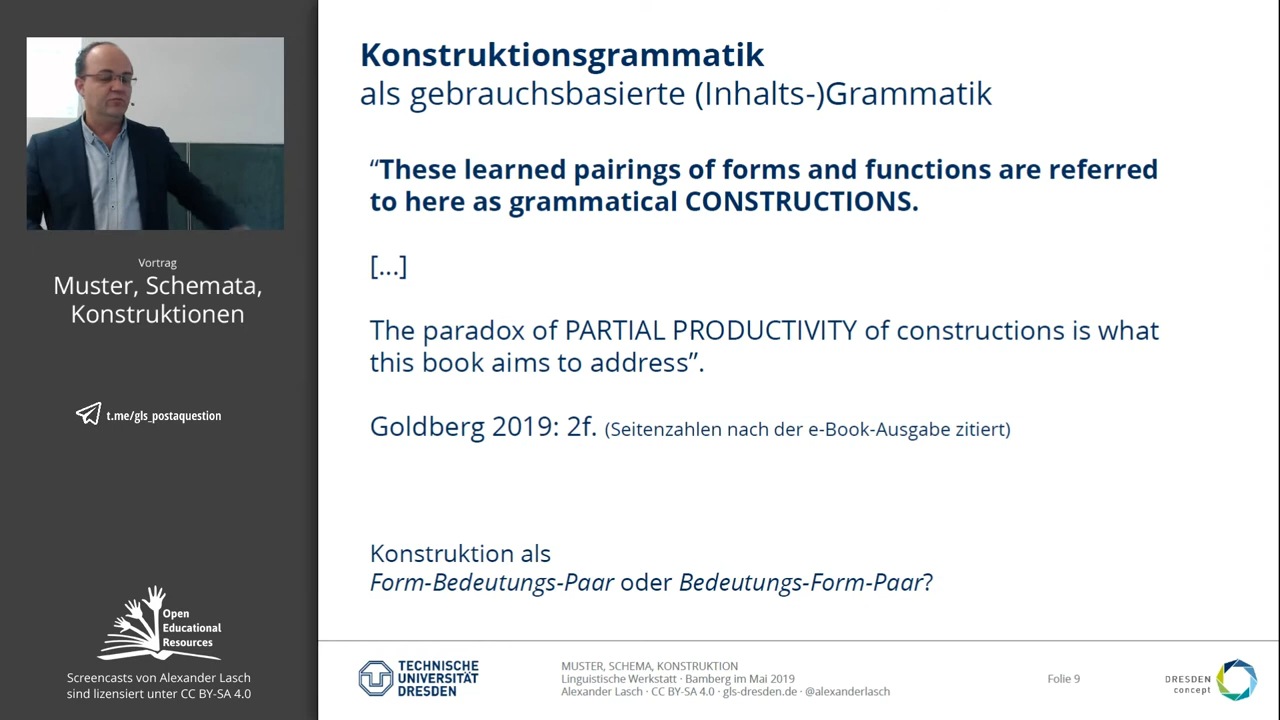 Konstruktionsgrammatik
als gebrauchsbasierte (Inhalts-)Grammatik
“These learned pairings of forms and functions are referred
to here as grammatical CONSTRUCTIONS.
[...]
The paradox of PARTIAL PRODUCTIVITY of constructions is what
this book aims to address”.
Goldberg 2019: 2f. (Seitenzahlen nach der e-Book-Ausgabe zitiert)
Konstruktion als
Form-Bedeutungs-Paar oder Bedeutungs-Form-Paar?
Vortrag
Muster, Schemata,
Konstruktionen
t.me/gls_postaquestion
Open
Educational
Resources
Screencasts von Alexander Lasch
sind lizensiert unter CC BY-SA 4.0
TECHNISCHE
UNIVERSITÄT
DRESDEN
MUSTER, SCHEMA, KONSTRUKTION
Linguistische Werkstatt · Bamberg im Mai 2019
Alexander Lasch · CC BY-SA 4.0 · gls-dresden.de · @alexanderlasch
Folie 9
DRESDEN
concept